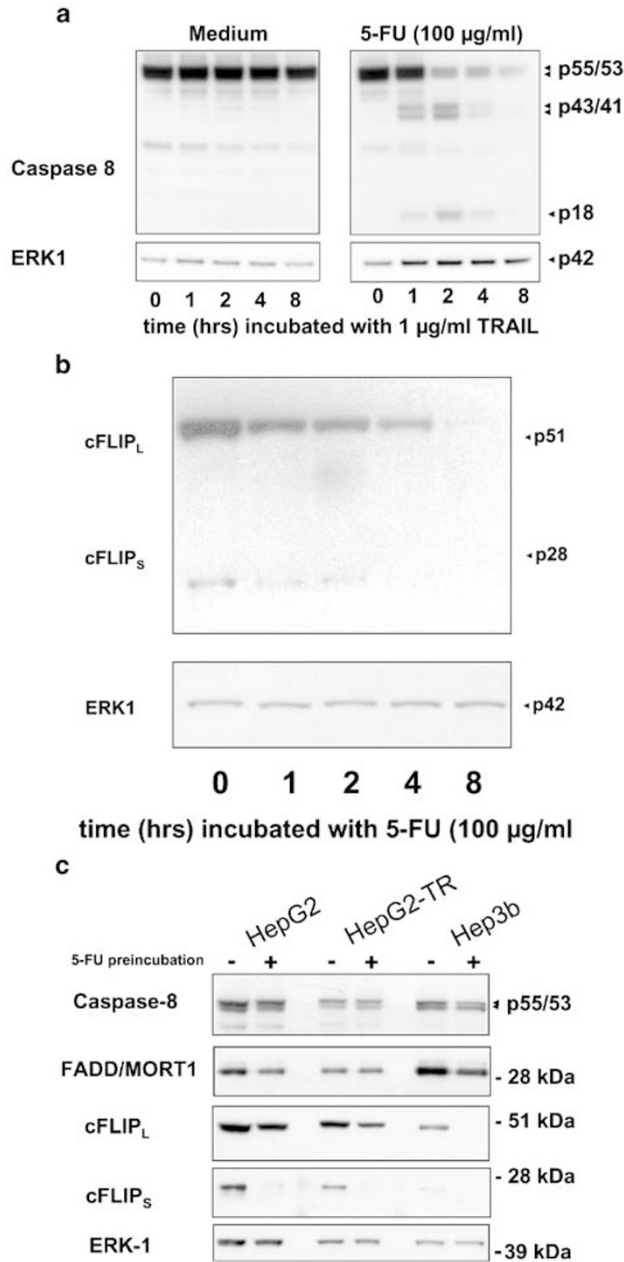 a
Medium 5-FU (100 µg/ml)
◂ p55/53
◂ p43/41
Caspase 8
◂ p18
ERK1 ◂ p42
0 1 2 4 8 0 1 2 4 8
time (hrs) incubated with 1 µg/ml TRAIL
b
cFLIPL ◂ p51
cFLIPS ◂ p28
ERK1 ◂ p42
0 1 2 4 8
time (hrs) incubated with 5-FU (100 µg/ml
c
HepG2 HepG2-TR Hep3b
5-FU preincubation - + - + - +
Caspase-8 ◂ p55/53
FADD/MORT1 - 28 kDa
cFLIPL - 51 kDa
cFLIPS - 28 kDa
ERK-1 - 39 kDa